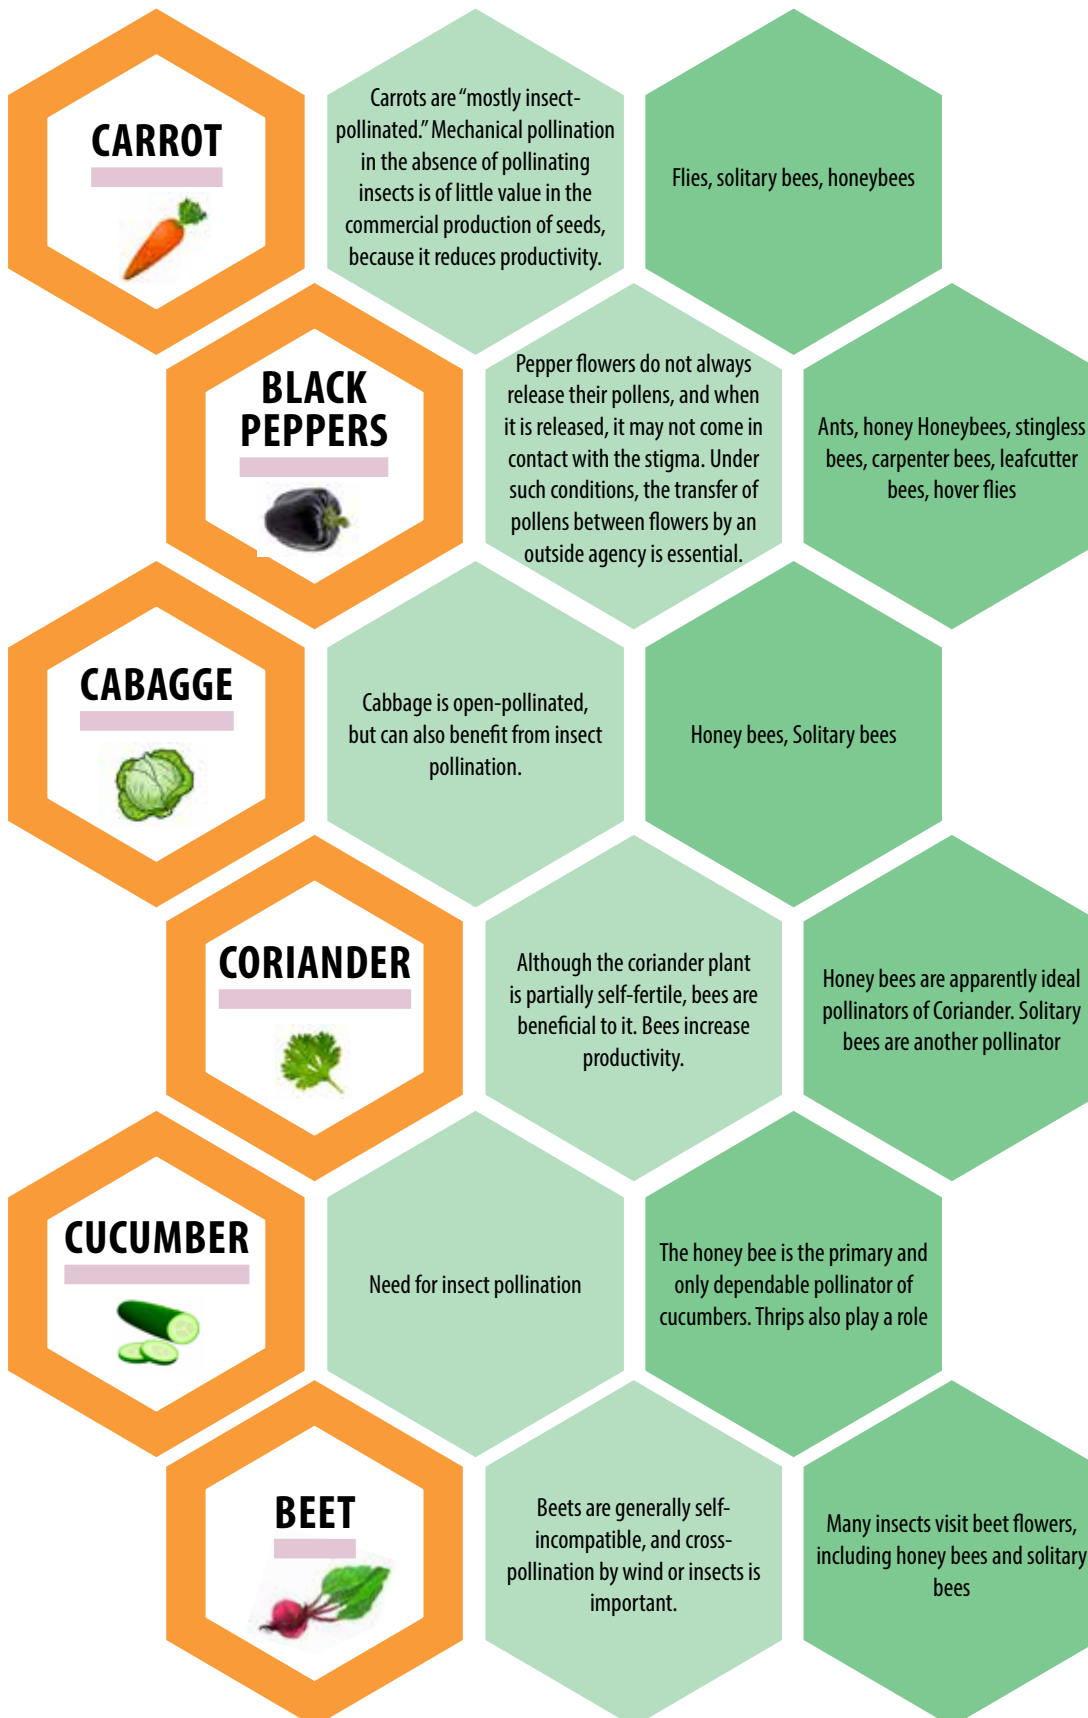 CARROT
Carrots are “mostly insect-
pollinated.” Mechanical pollination
in the absence of pollinating
insects is of little value in the
commercial production of seeds,
because it reduces productivity.
Flies, solitary bees, honeybees
BLACK
PEPPERS
Pepper flowers do not always
release their pollens, and when
it is released, it may not come in
contact with the stigma. Under
such conditions, the transfer of
pollens between flowers by an
outside agency is essential.
Ants, honey Honeybees, stingless
bees, carpenter bees, leafcutter
bees, hover flies
CABAGGE
Cabbage is open-pollinated,
but can also benefit from insect
pollination.
Honey bees, Solitary bees
CORIANDER
Although the coriander plant
is partially self-fertile, bees are
beneficial to it. Bees increase
productivity.
Honey bees are apparently ideal
pollinators of Coriander. Solitary
bees are another pollinator
CUCUMBER
Need for insect pollination
The honey bee is the primary and
only dependable pollinator of
cucumbers. Thrips also play a role
BEET
Beets are generally self-
incompatible, and cross-
pollination by wind or insects is
important.
Many insects visit beet flowers,
including honey bees and solitary
bees